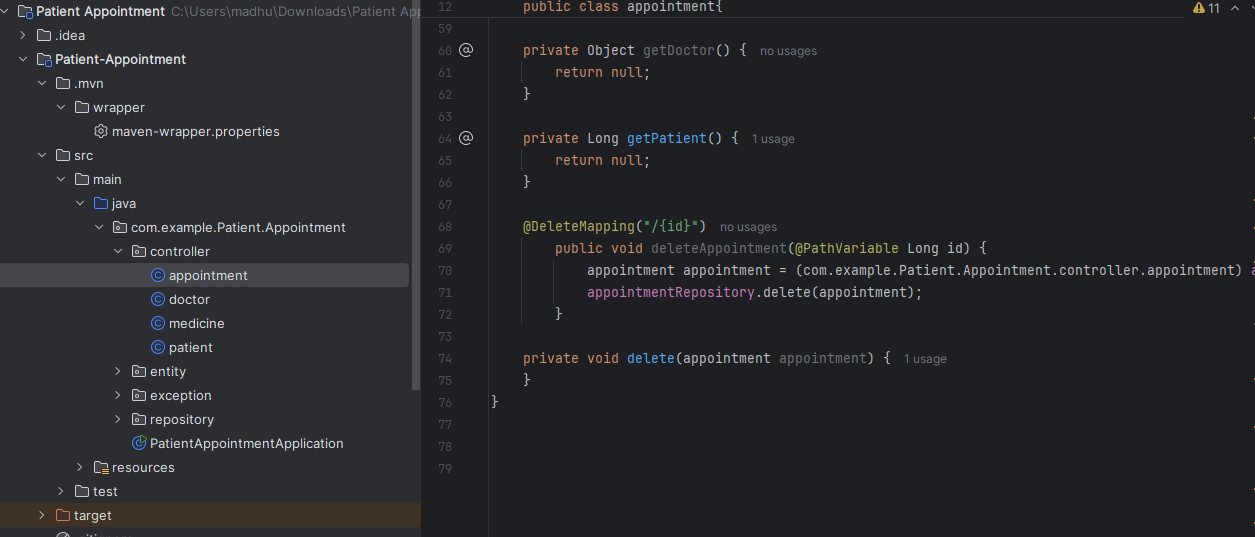 Patient Appointment C:\Users\madhu\Downloads\Patient Ap
.idea
Patient-Appointment
.mvn
wrapper
maven-wrapper.properties
src
main
java
com.example.Patient.Appointment
controller
appointment
doctor
medicine
patient
entity
exception
repository
PatientAppointmentApplication
resources
test
target
11
12 public class appointment{
59
60 @ private Object getDoctor() { no usages
61 return null;
62 }
63
64 @ private Long getPatient() { 1 usage
65 return null;
66 }
67
68 @DeleteMapping("/{id}") no usages
69 public void deleteAppointment(@PathVariable Long id) {
70 appointment appointment = (com.example.Patient.Appointment.controller.appointment) a
71 appointmentRepository.delete(appointment);
72 }
73
74 private void delete(appointment appointment) { 1 usage
75 }
76 }
77
78
79